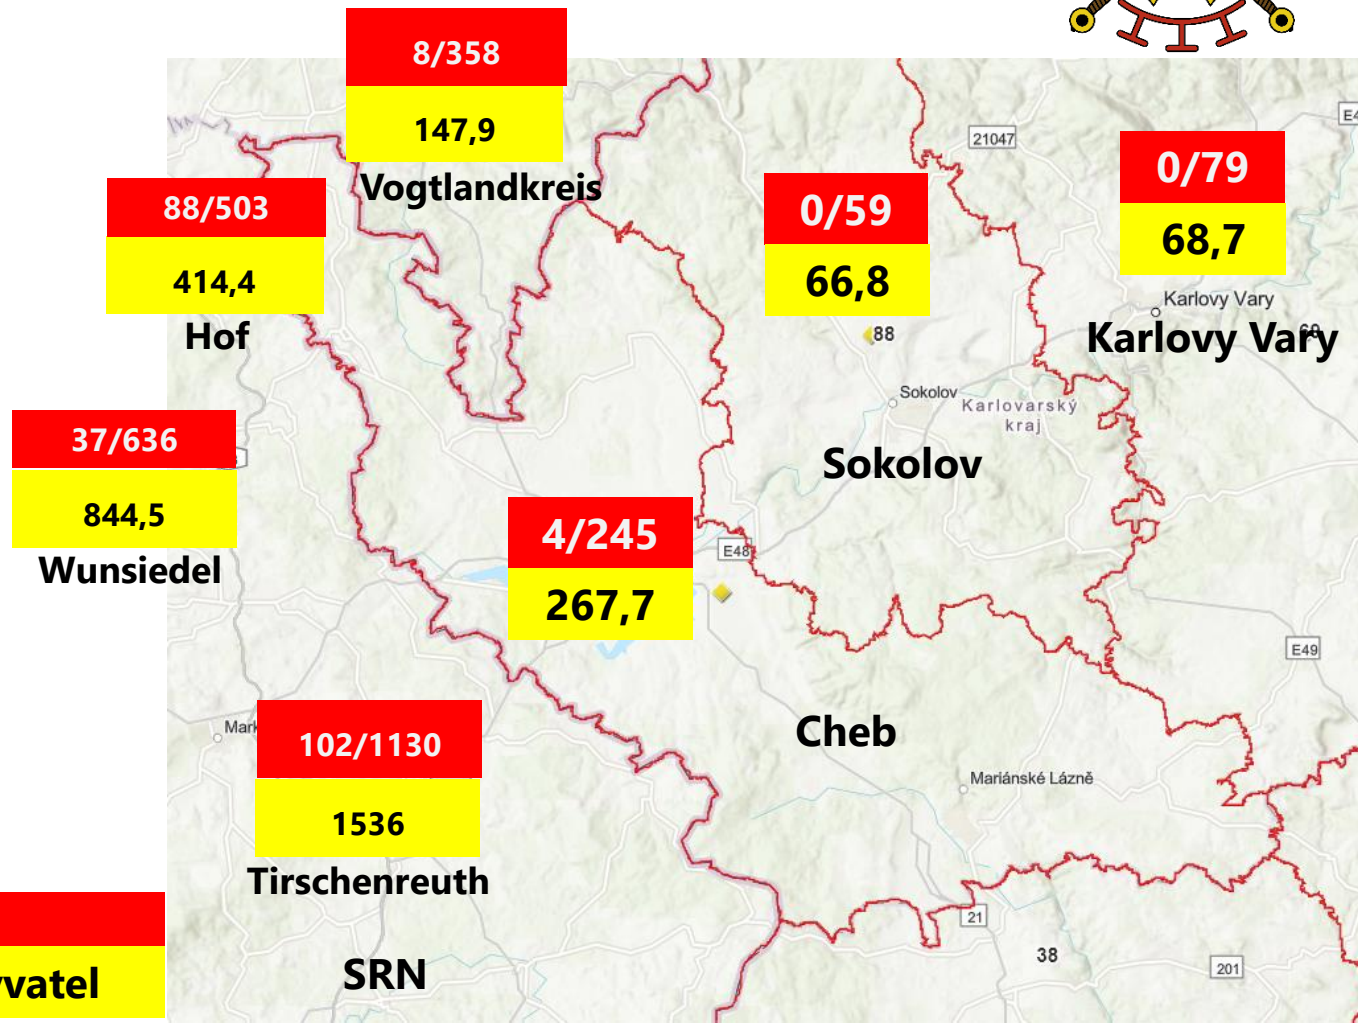 8/358
147,9
Vogtlandkreis
21047
0/79
68,7
Karlovy Vary
Karlovy Vary
88/503
414,4
Hof
0/59
66,8
88
Sokolov
Karlovarský
kraj
Sokolov
37/636
844,5
Wunsiedel
4/245
267,7
E48
E49
102/1130
1536
Tirschenreuth
Cheb
Mariánské Lázně
21
38
201
SRN